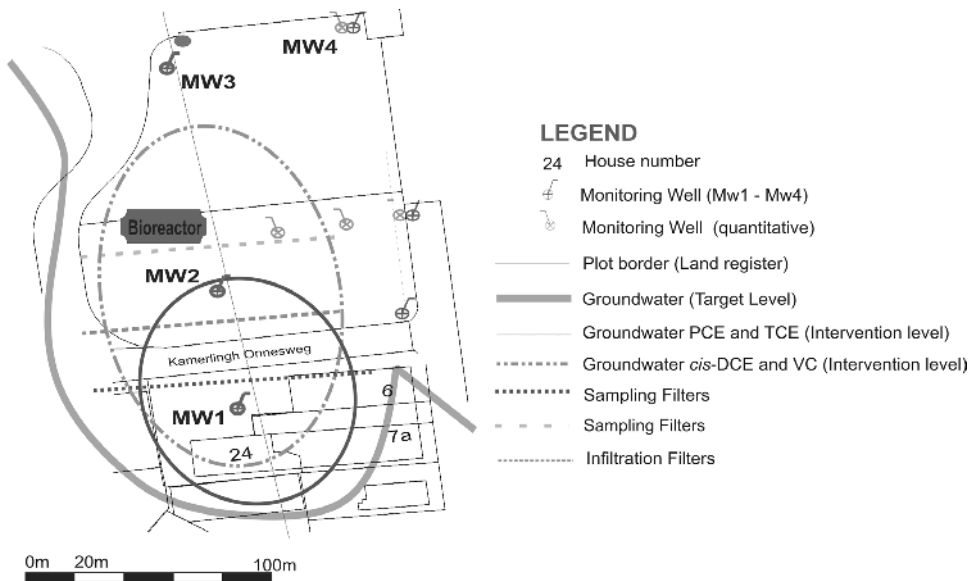 MW4
MW3
Bioreactor
MW2
Kamerlingh Onnesweg
MW1
6
7a
24
0m 20m 100m
LEGEND
24 House number
Monitoring Well (Mw1 - Mw4)
Monitoring Well (quantitative)
Plot border (Land register)
Groundwater (Target Level)
Groundwater PCE and TCE (Intervention level)
Groundwater cis-DCE and VC (Intervention level)
Sampling Filters
Sampling Filters
Infiltration Filters